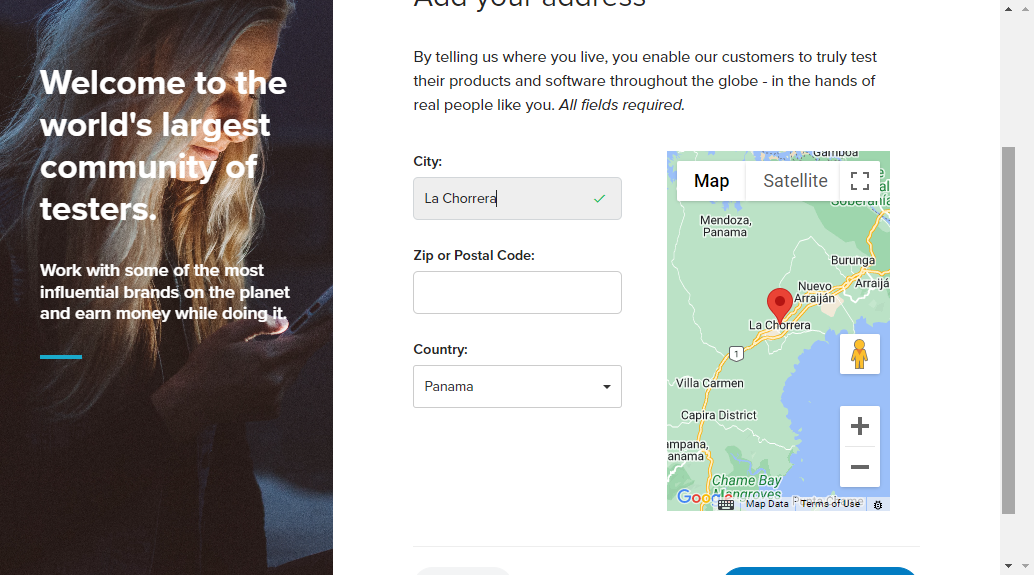 Add your address
Welcome to the
world's largest
community of
testers.
Work with some of the most
influential brands on the planet
and earn money while doing it.
By telling us where you live, you enable our customers to truly test
their products and software throughout the globe - in the hands of
real people like you. All fields required.
City:
La Chorrera
Zip or Postal Code:
Country:
Panama
Map
Satellite
Gamboa
Soberanía
Mendoza,
Panama
Burunga
Nuevo
Arraiján
Arraijá
La Chorrera
1
Villa Carmen
Capira District
ampana,
anama
Chame Bay
Mangroves
Goo
Map Data
Terms of Use